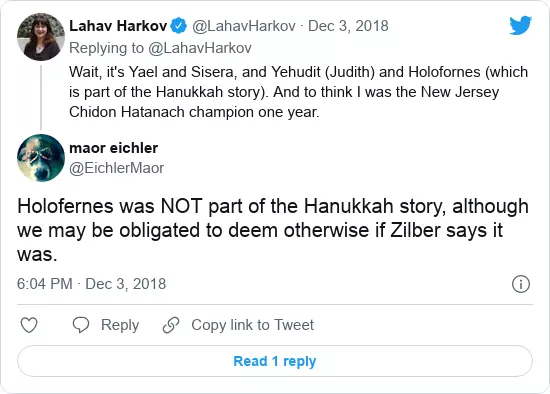 Lahav Harkov @LahavHarkov · Dec 3, 2018
Replying to @LahavHarkov
Wait, it's Yael and Sisera, and Yehudit (Judith) and Holofornes (which
is part of the Hanukkah story). And to think I was the New Jersey
Chidon Hatanach champion one year.
maor eichler
@EichlerMaor
Holofernes was NOT part of the Hanukkah story, although
we may be obligated to deem otherwise if Zilber says it
was.
6:04 PM · Dec 3, 2018
Reply Copy link to Tweet
Read 1 reply